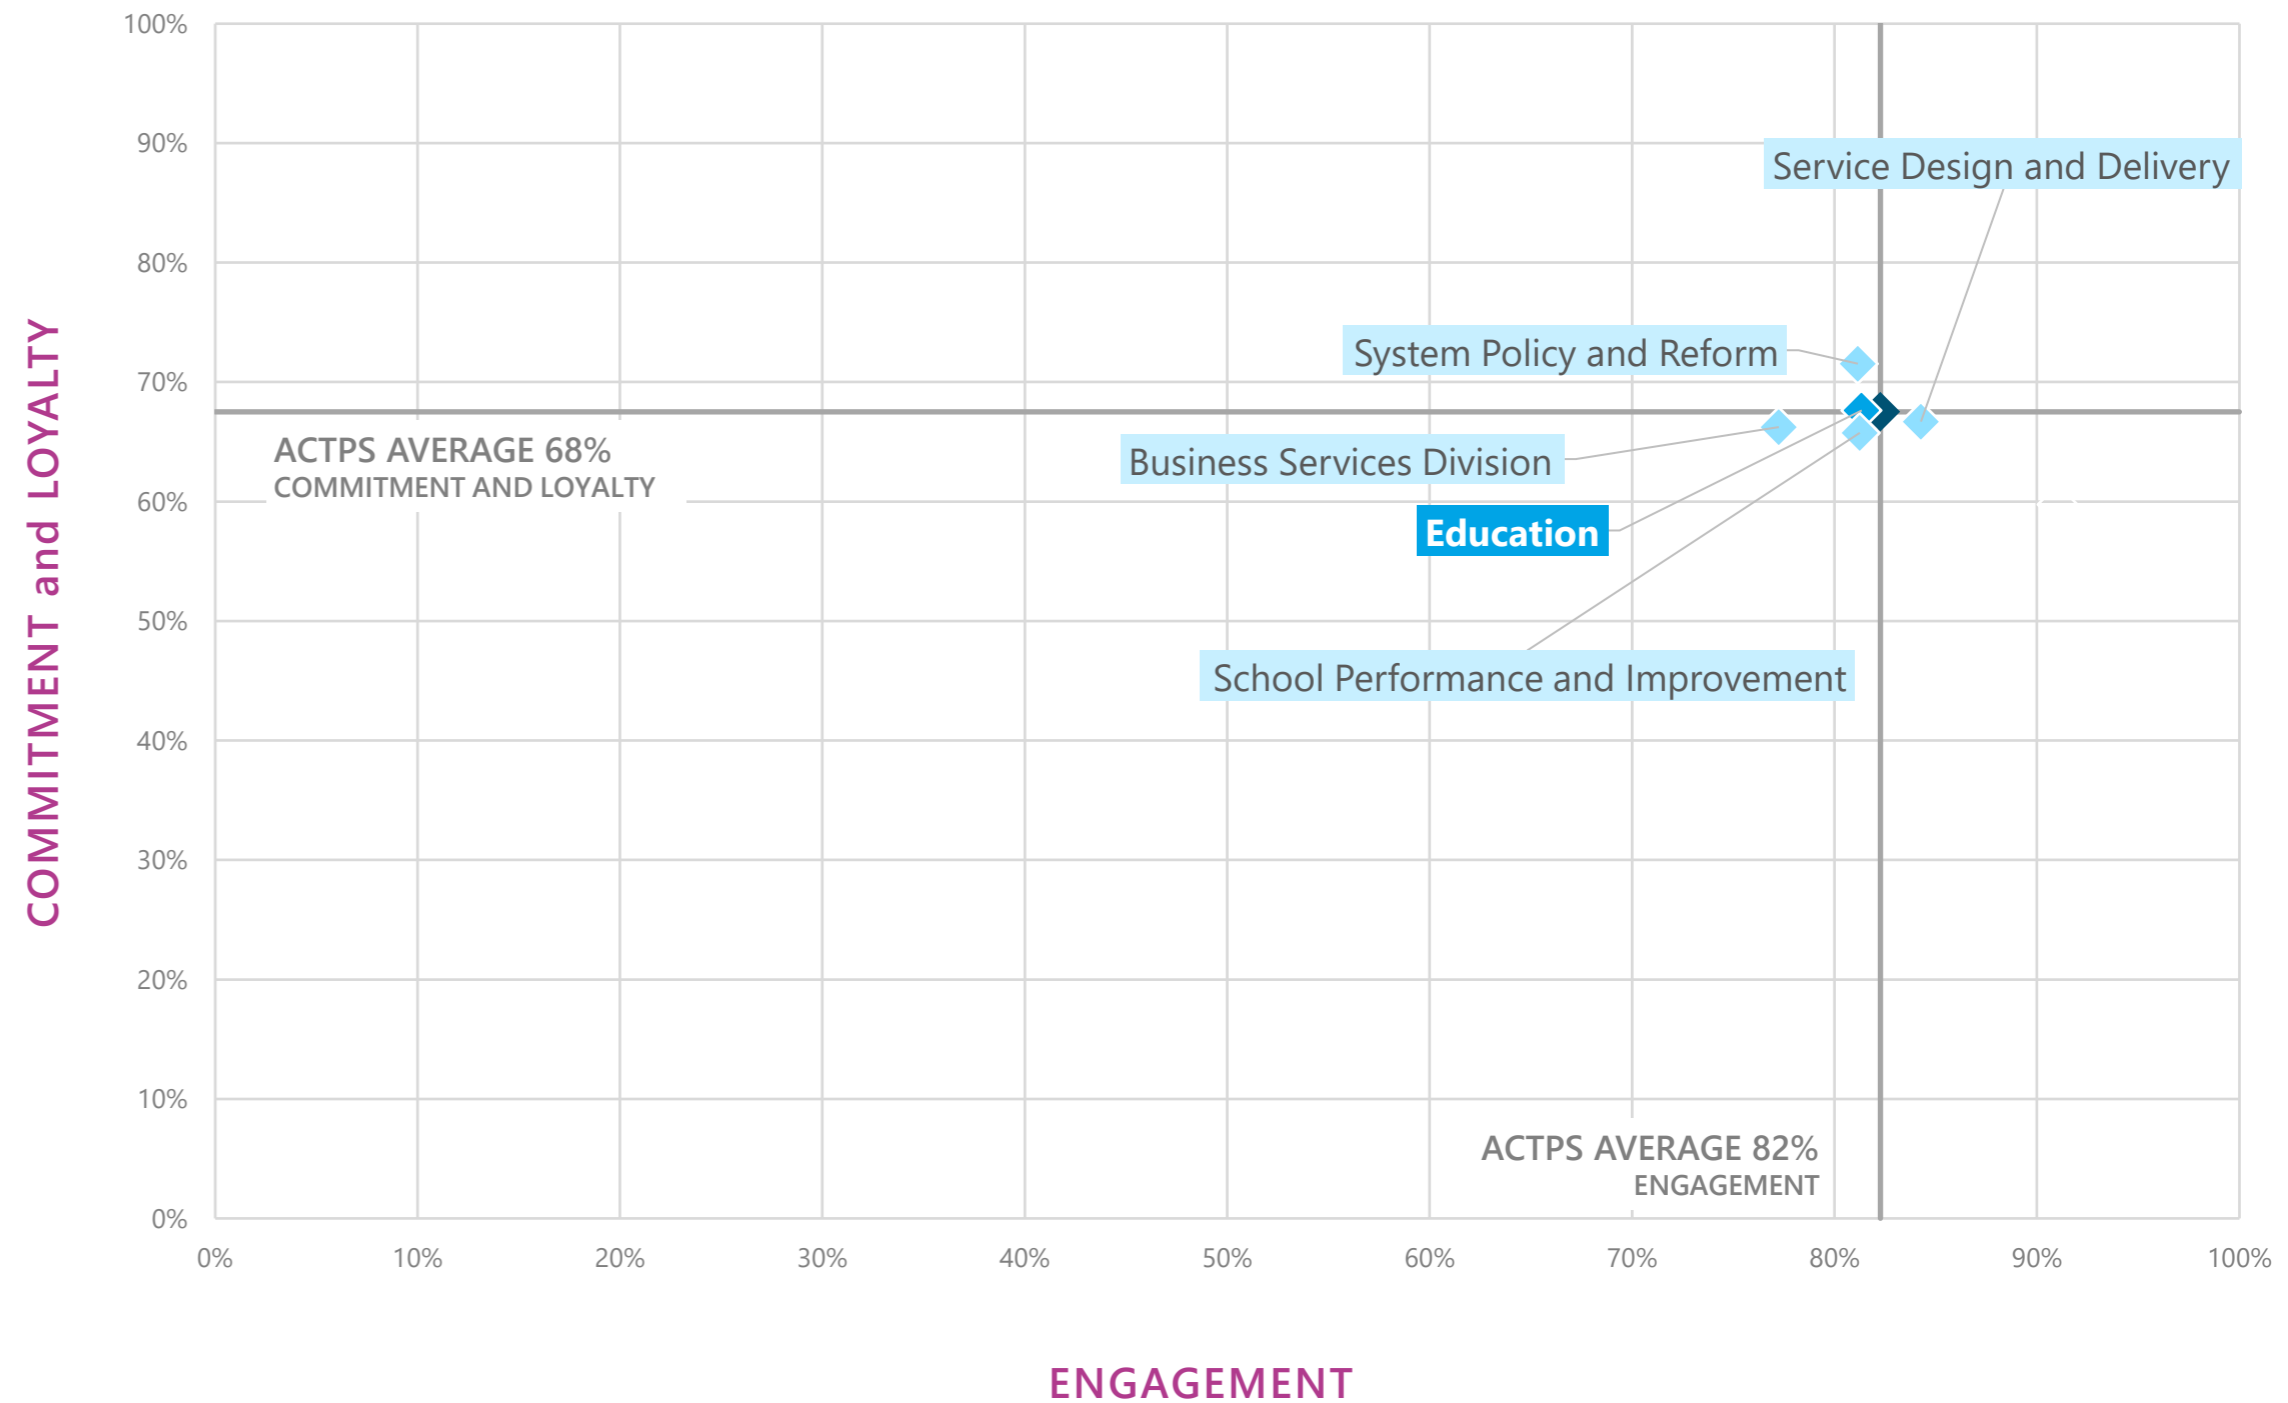 100%
90%
80%
70%
60%
50%
40%
30%
20%
10%
0%
COMMITMENT and LOYALTY
Service Design and Delivery
System Policy and Reform
ACTPS AVERAGE 68%
COMMITMENT AND LOYALTY
Business Services Division
Education
School Performance and Improvement
ACTPS AVERAGE 82%
ENGAGEMENT
0% 10% 20% 30% 40% 50% 60% 70% 80% 90% 100%
ENGAGEMENT